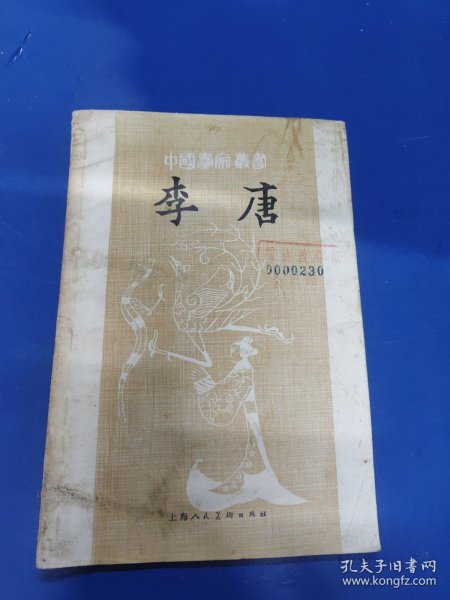 中國畫家叢書
李唐
0000230
上海人民美術出版社
孔夫子旧书网
www.kongfz.com